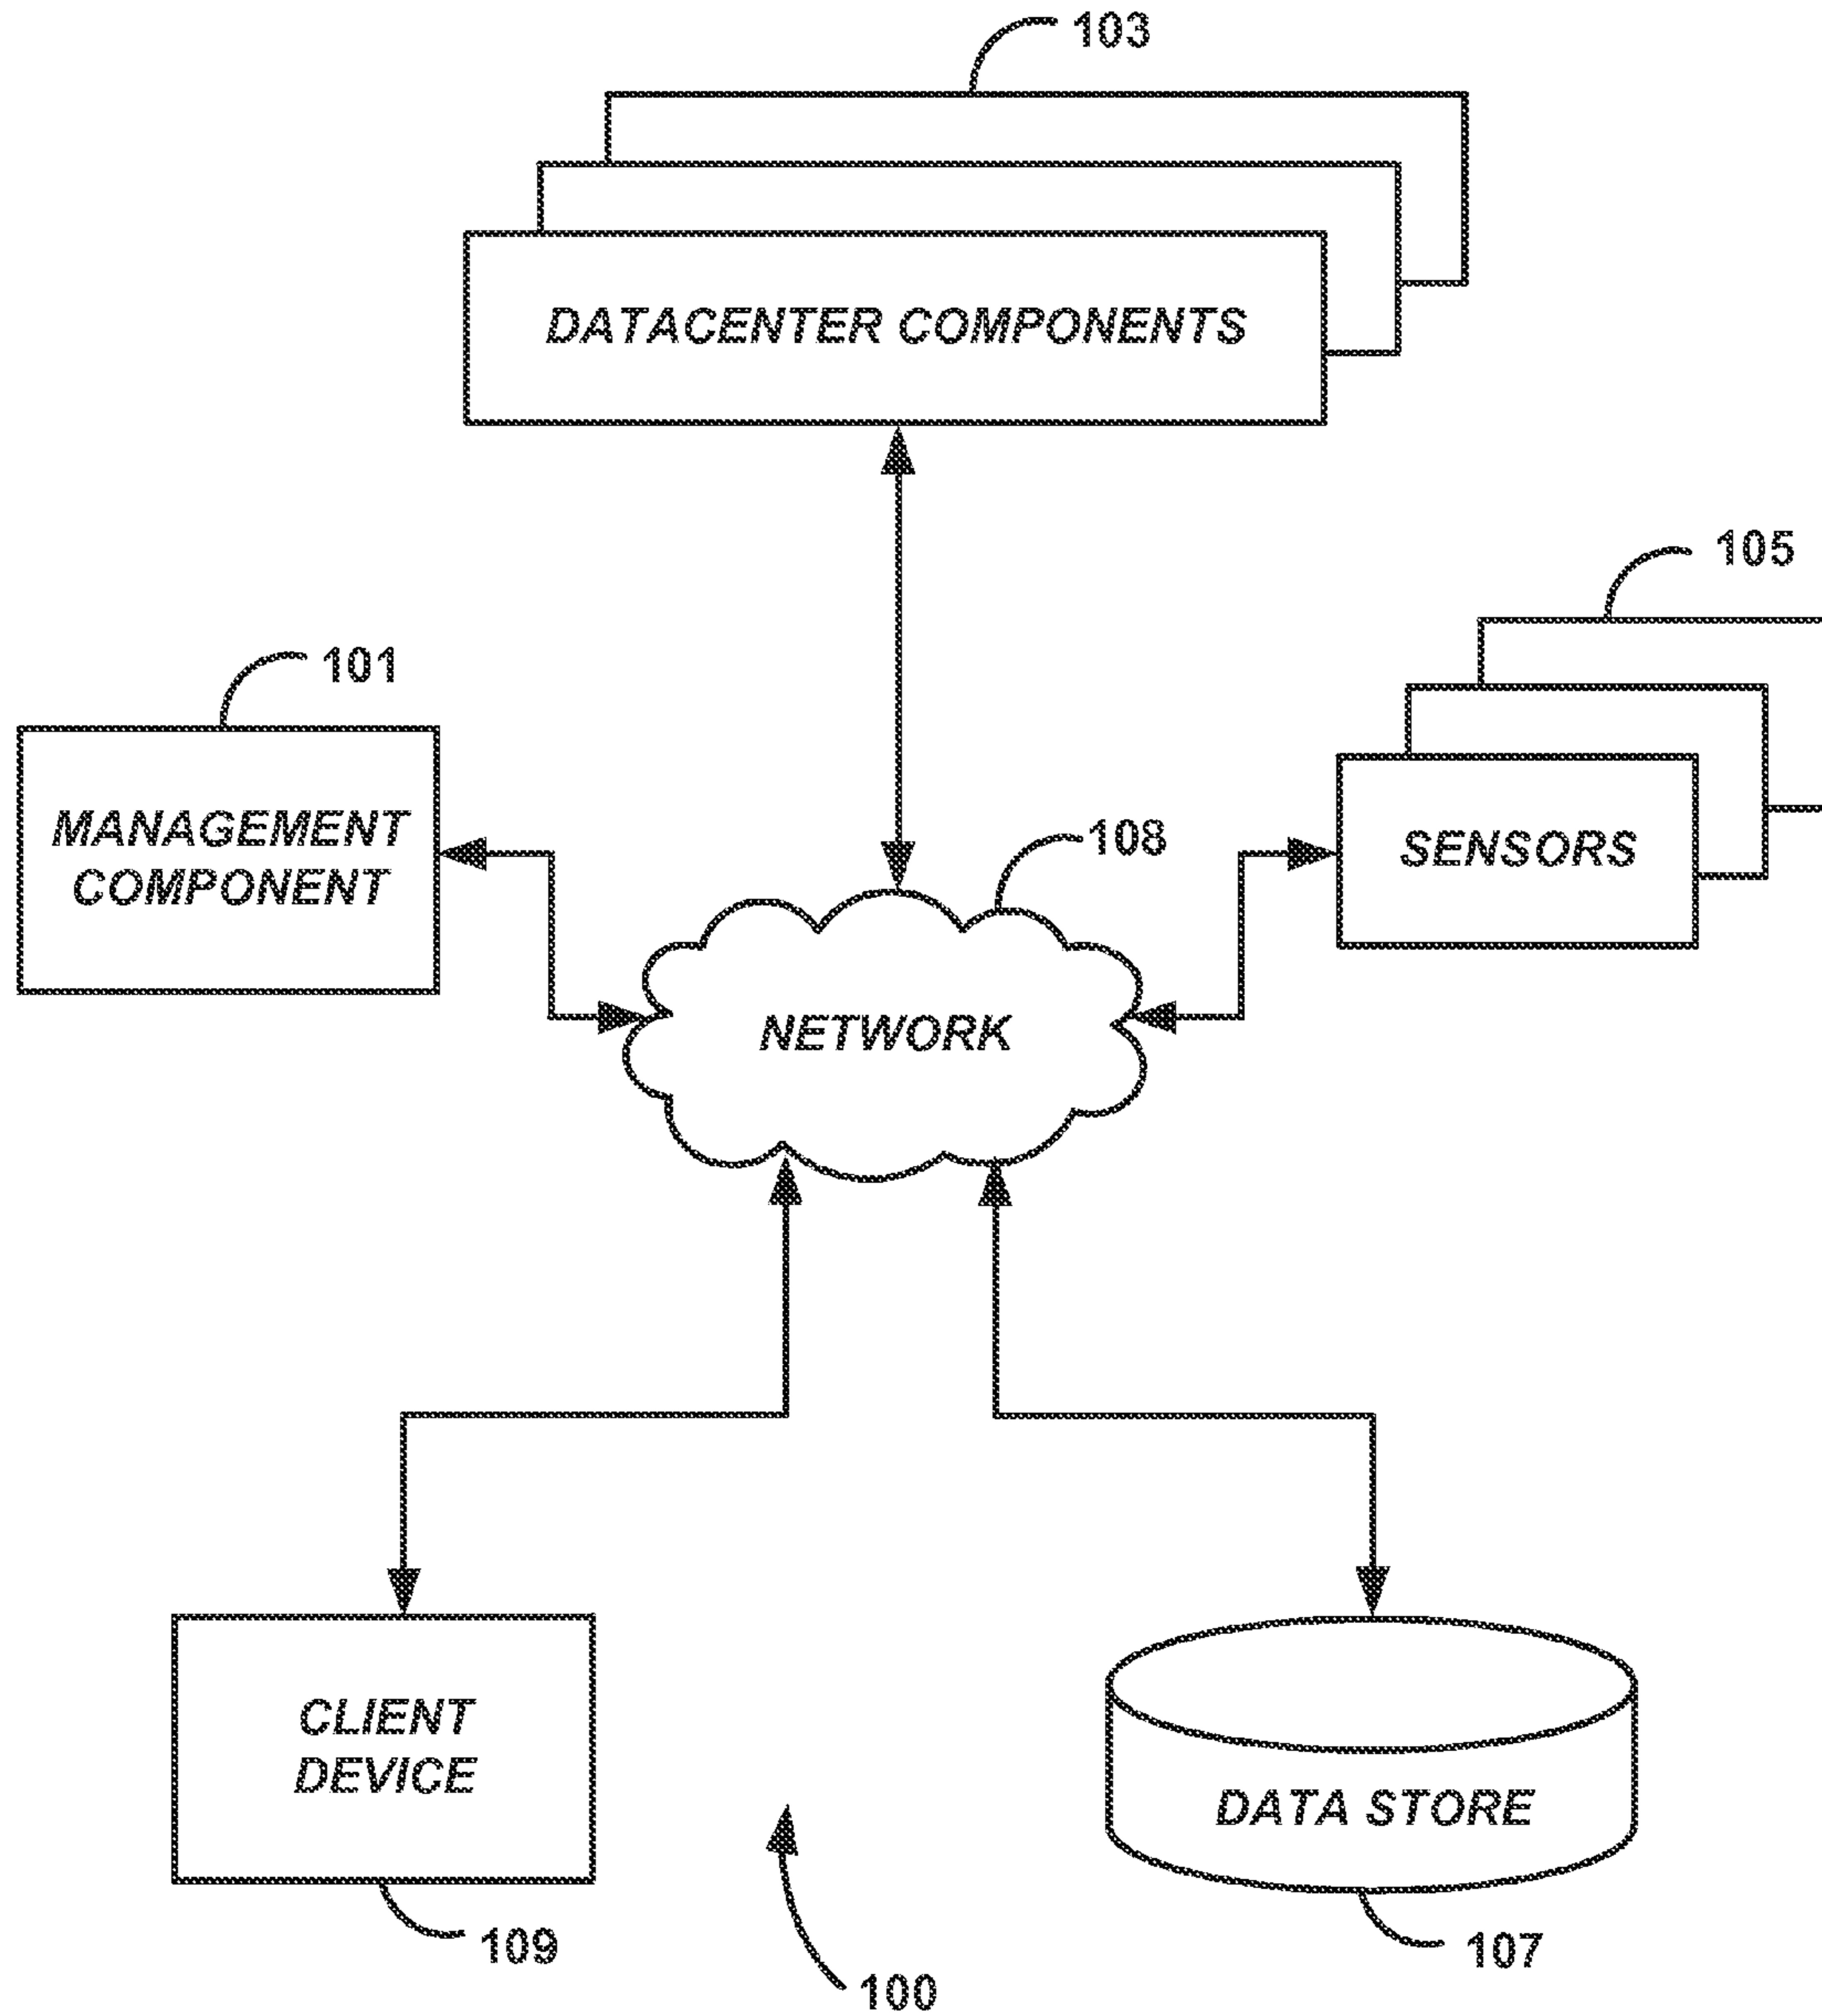 103
DATACENTER COMPONENTS
105
101
MANAGEMENT
COMPONENT
108
SENSORS
NETWORK
CLIENT
DEVICE
DATA STORE
109
107
100